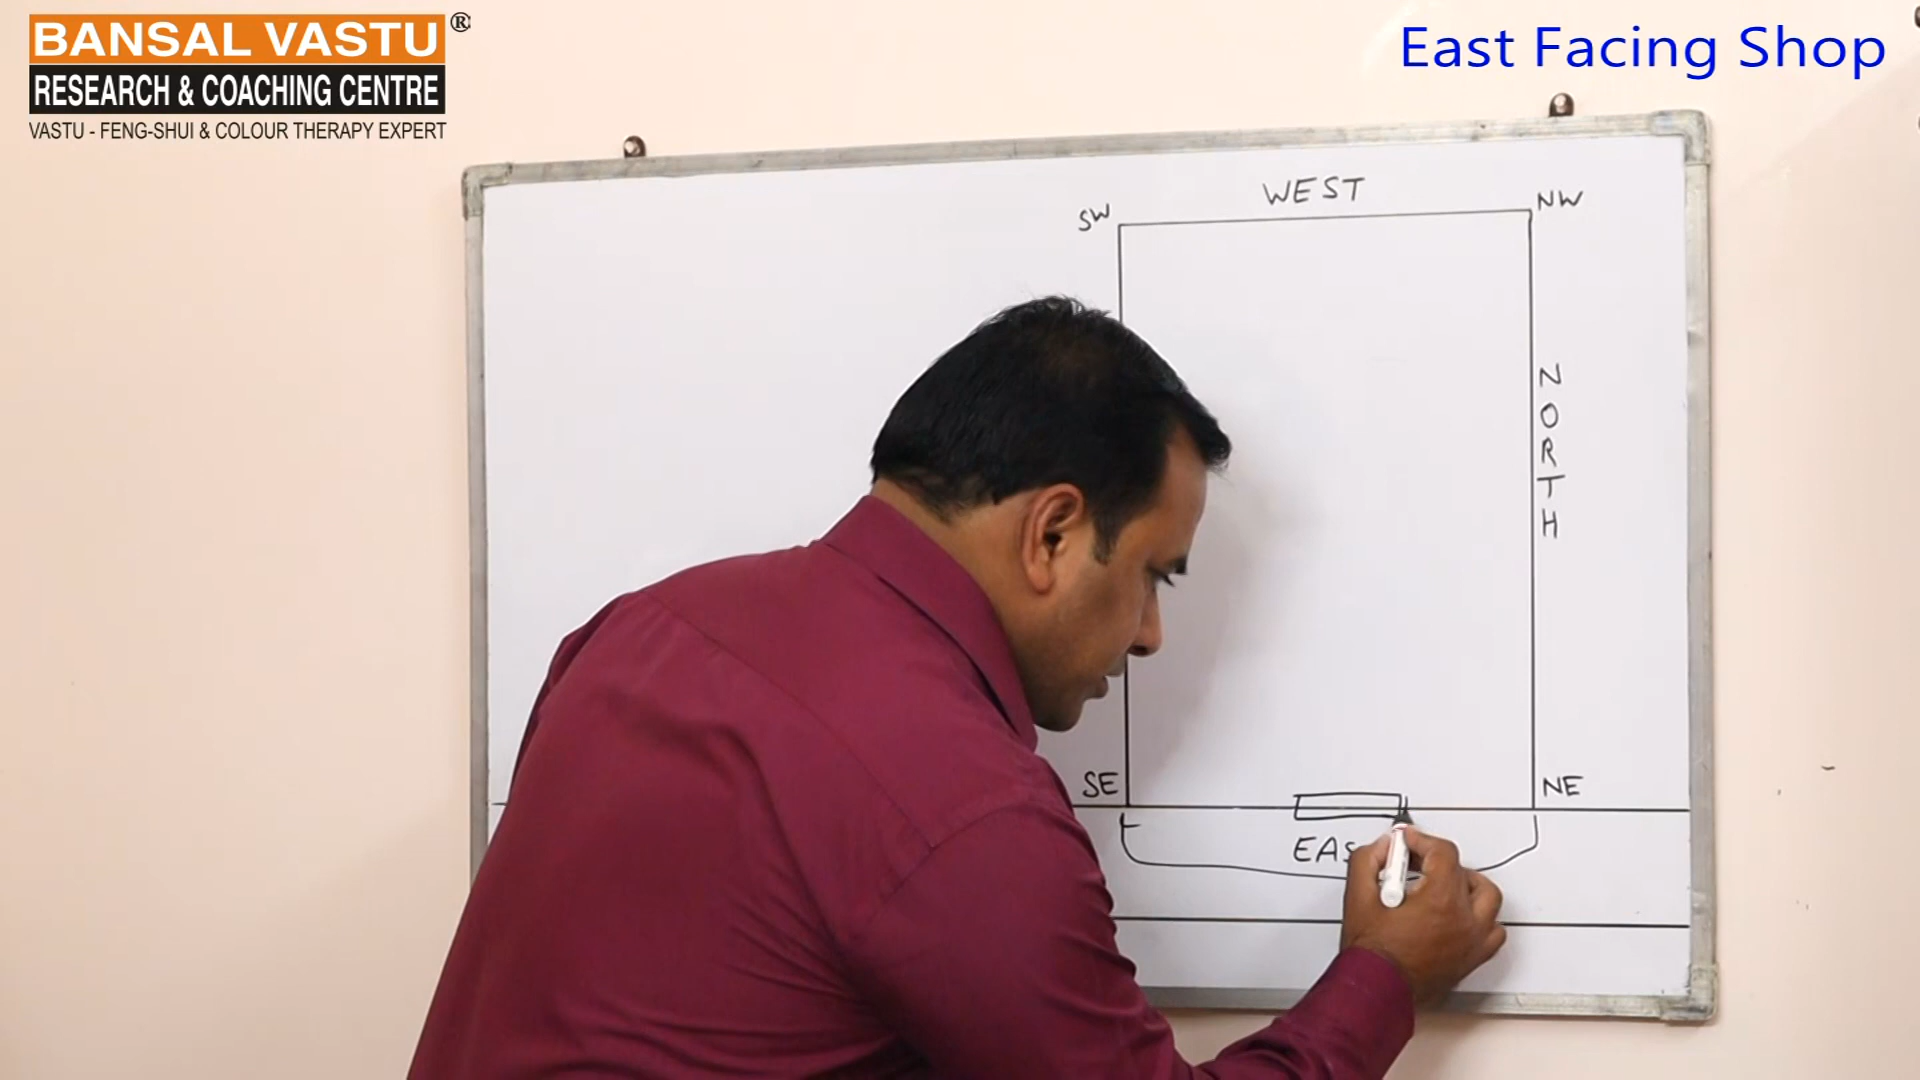 BANSAL VASTU®
RESEARCH & COACHING CENTRE
VASTU - FENG-SHUI & COLOUR THERAPY EXPERT
East Facing Shop
WEST
SW
NW
NORTH
SE
NE